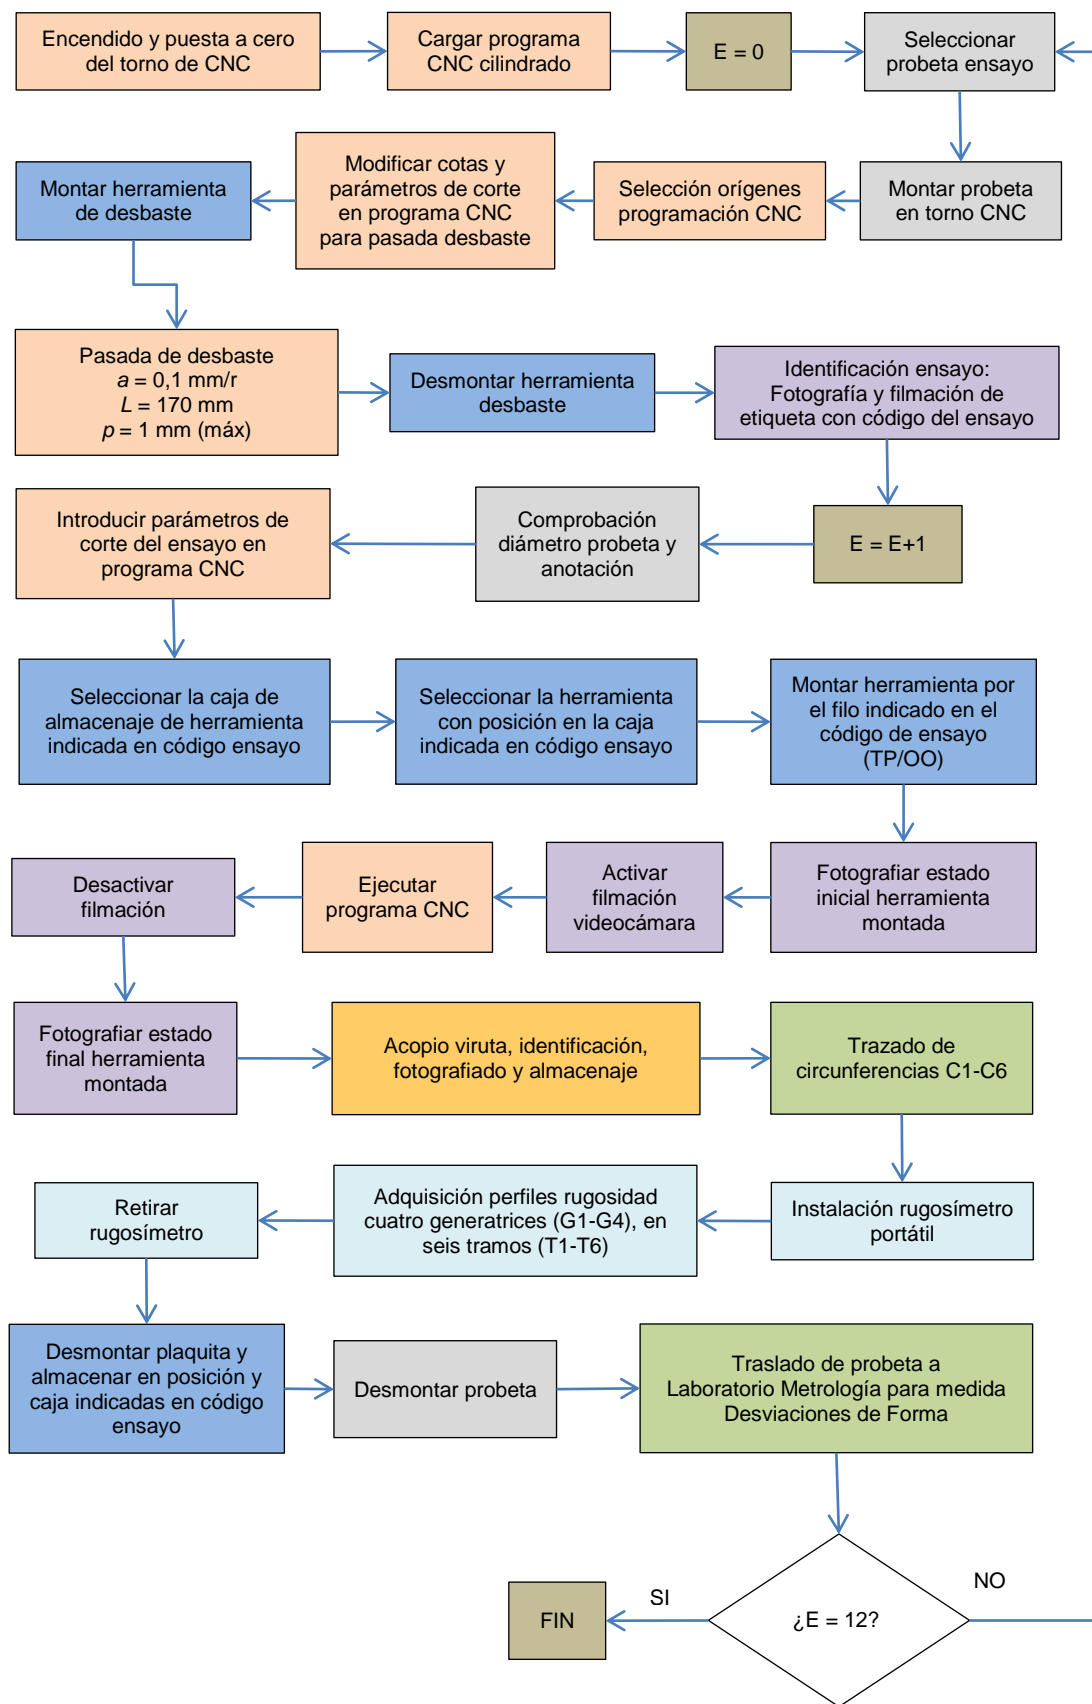 Encendido y puesta a cero
del torno de CNC
Cargar programa
CNC cilindrado
E = 0
Seleccionar
probeta ensayo
Montar herramienta
de desbaste
Modificar cotas y
parámetros de corte
en programa CNC
para pasada desbaste
Selección orígenes
programación CNC
Montar probeta
en torno CNC
Pasada de desbaste
a = 0,1 mm/r
L = 170 mm
p = 1 mm (máx)
Desmontar herramienta
desbaste
Identificación ensayo:
Fotografía y filmación de
etiqueta con código del ensayo
Introducir parámetros de
corte del ensayo en
programa CNC
Comprobación
diámetro probeta y
anotación
E = E+1
Seleccionar la caja de
almacenaje de herramienta
indicada en código ensayo
Seleccionar la herramienta
con posición en la caja
indicada en código ensayo
Montar herramienta por
el filo indicado en el
código de ensayo
(TP/OO)
Desactivar
filmación
Ejecutar
programa CNC
Activar
filmación
videocámara
Fotografiar estado
inicial herramienta
montada
Fotografiar estado
final herramienta
montada
Acopio viruta, identificación,
fotografiado y almacenaje
Trazado de
circunferencias C1-C6
Retirar
rugosímetro
Adquisición perfiles rugosidad
cuatro generatrices (G1-G4), en
seis tramos (T1-T6)
Instalación rugosímetro
portátil
Desmontar plaquita y
almacenar en posición y
caja indicadas en código
ensayo
Desmontar probeta
Traslado de probeta a
Laboratorio Metrología para medida
Desviaciones de Forma
FIN
SI
¿E = 12?
NO